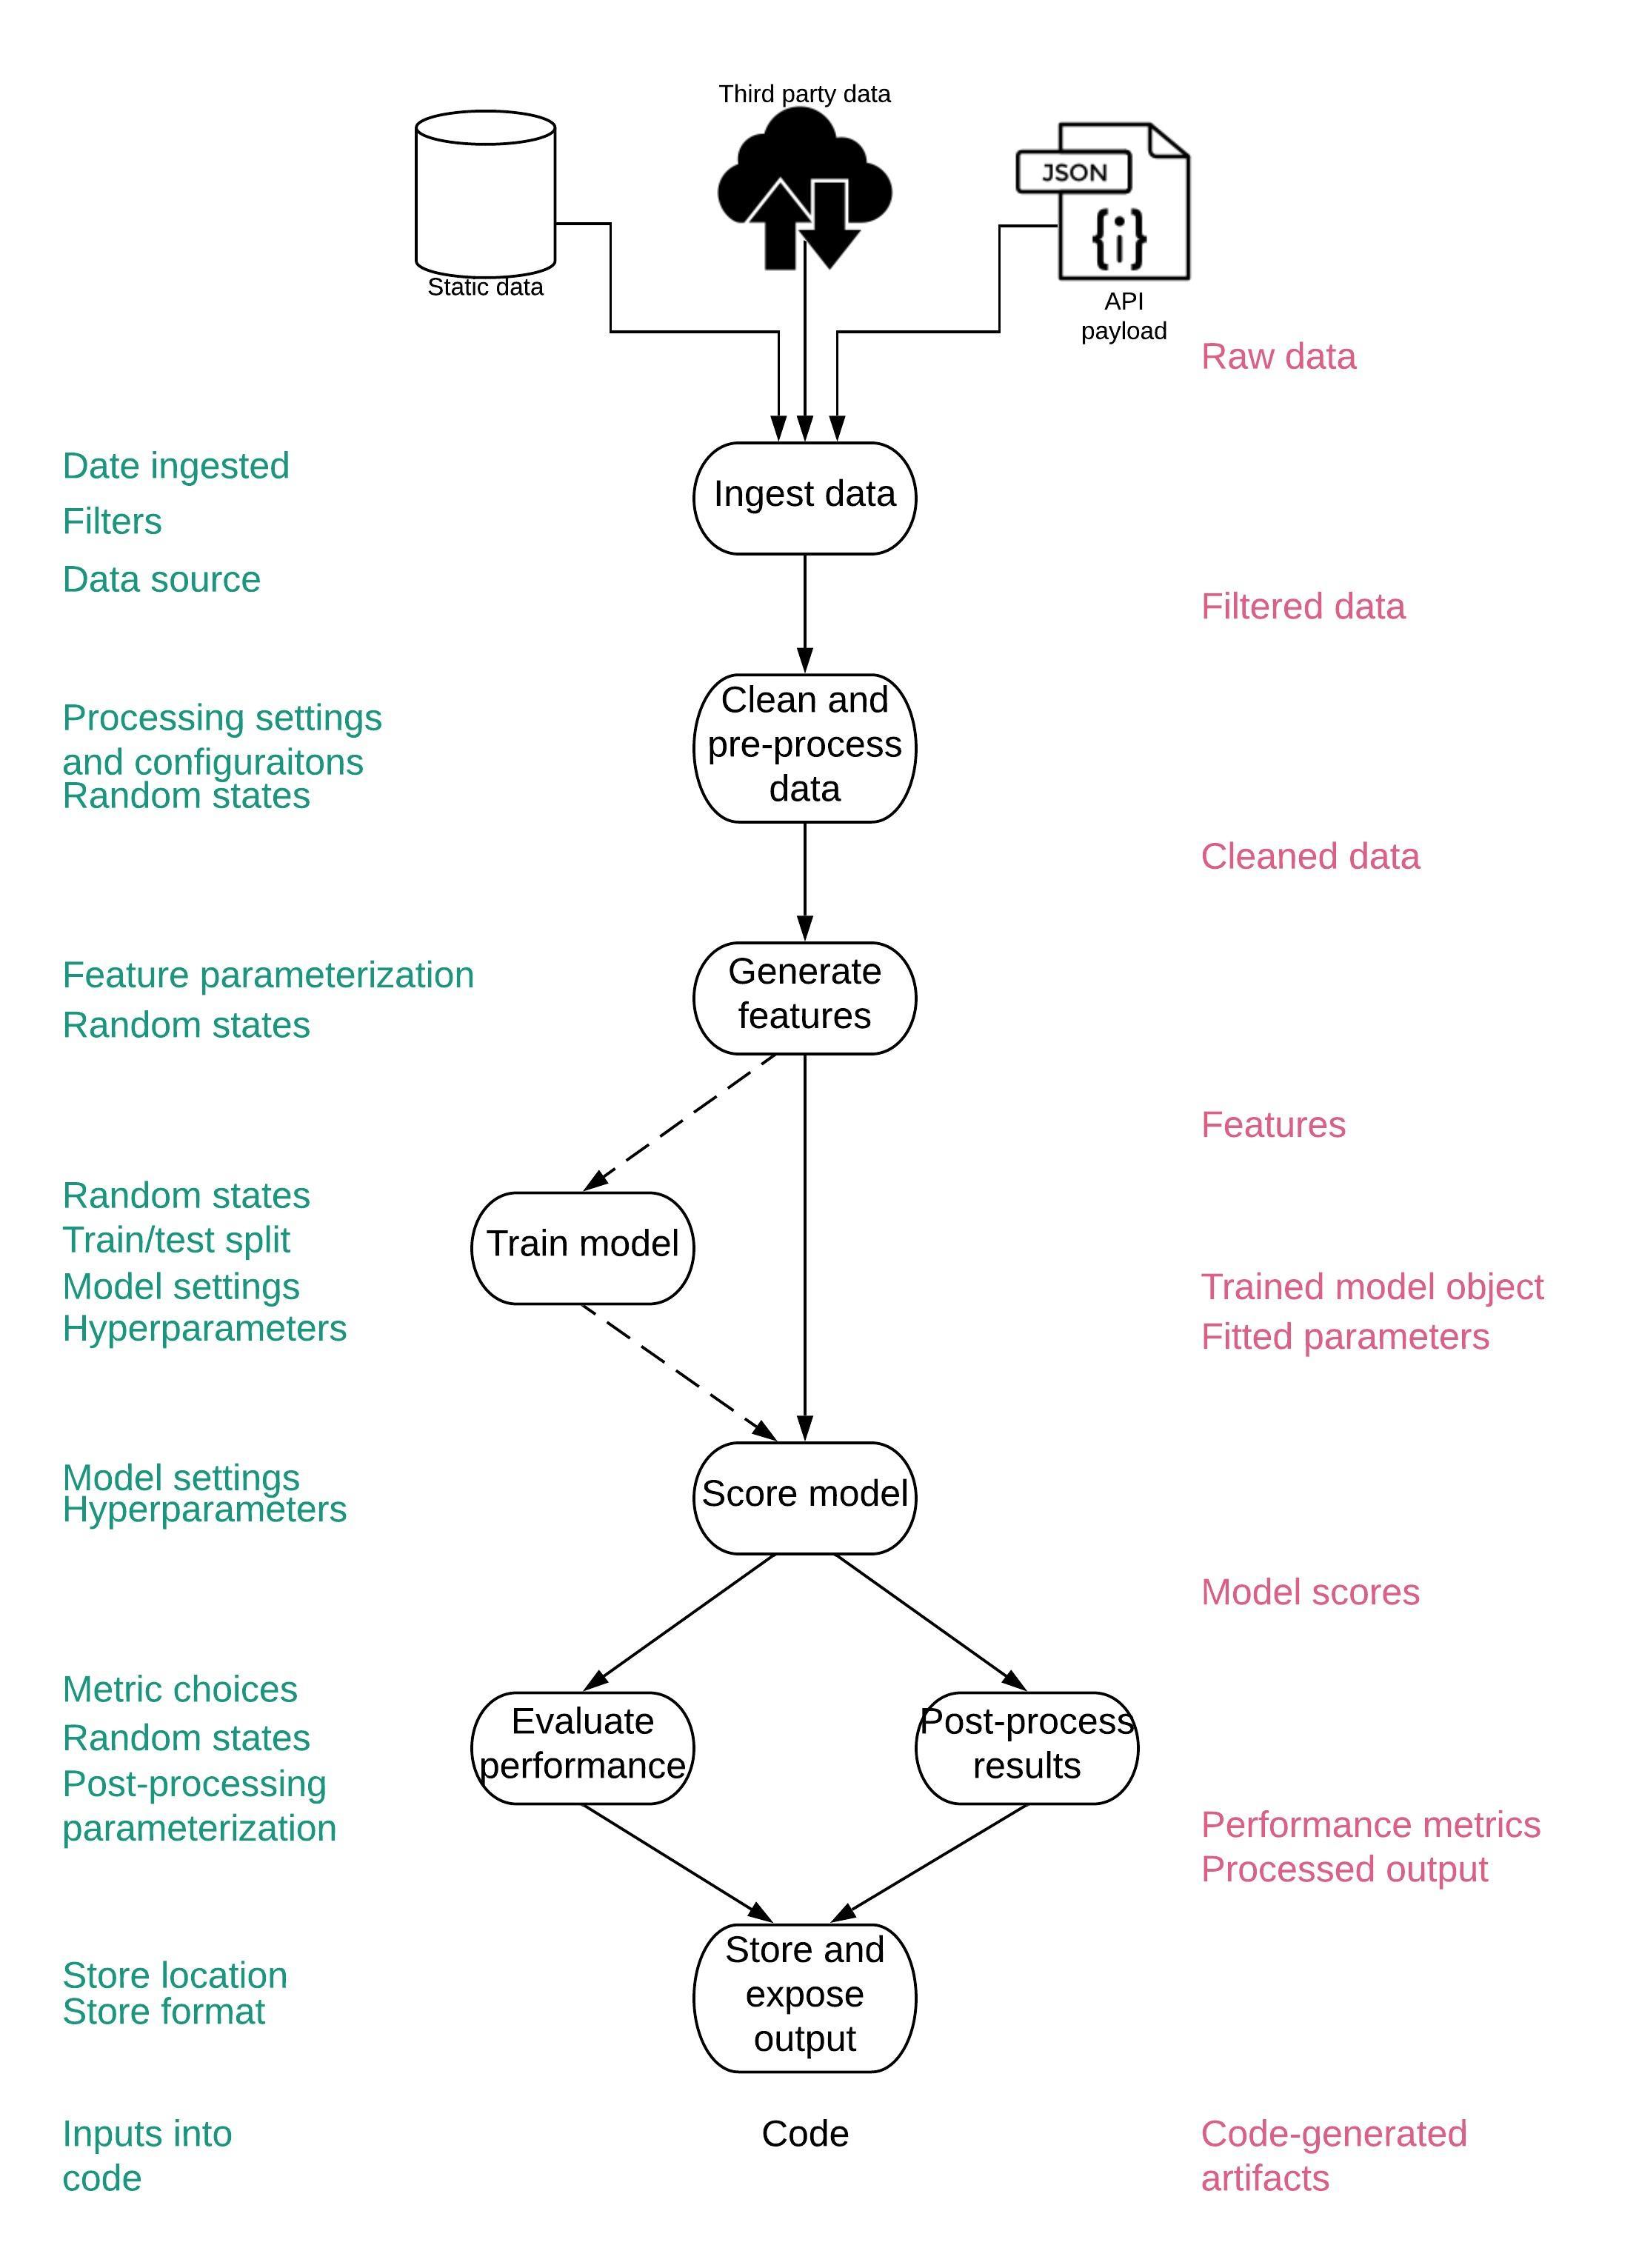 Third party data
JSON
{i}
Static data
API
payload
Raw data
Date ingested
Ingest data
Filters
Data source
Filtered data
Clean and
Processing settings
pre-process
and configuraitons
data
Random states
Cleaned data
Feature parameterization
Generate
features
Random states
Features
Random states
Train/test split
Train model
Model settings
Trained model object
Hyperparameters
Fitted parameters
Model settings
Score model
Hyperparameters
Model scores
Metric choices
Evaluate
performance
Post-process
results
Random states
Post-processing
parameterization
Performance metrics
Processed output
Store and
expose
output
Store location
Store format
Inputs into
code
Code
Code-generated
artifacts